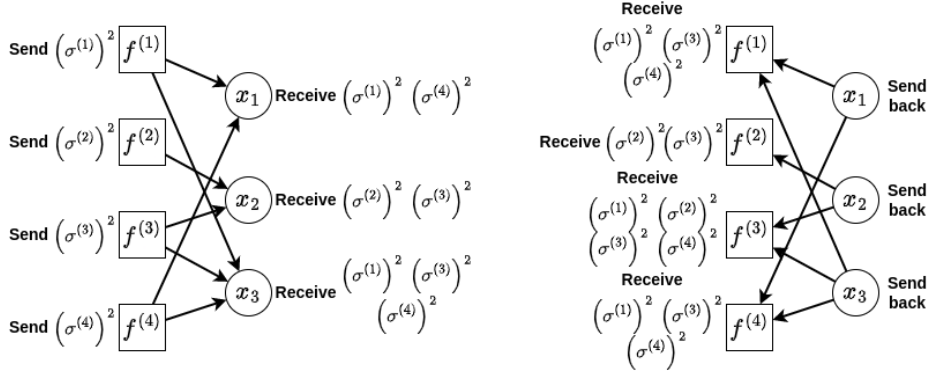 Send (σ^(1))^2 f^(1)
x_1 Receive (σ^(1))^2 (σ^(4))^2
Send (σ^(2))^2 f^(2)
x_2 Receive (σ^(2))^2 (σ^(3))^2
Send (σ^(3))^2 f^(3)
x_3 Receive (σ^(1))^2 (σ^(3))^2
(σ^(4))^2
Send (σ^(4))^2 f^(4)
Receive
(σ^(1))^2 (σ^(3))^2 f^(1)
(σ^(4))^2
x_1 Send
back
Receive (σ^(2))^2 (σ^(3))^2 f^(2)
Receive
x_2 Send
back
(σ^(1))^2 (σ^(2))^2
(σ^(3))^2 (σ^(4))^2 f^(3)
Receive
x_3 Send
back
(σ^(1))^2 (σ^(3))^2 f^(4)
(σ^(4))^2